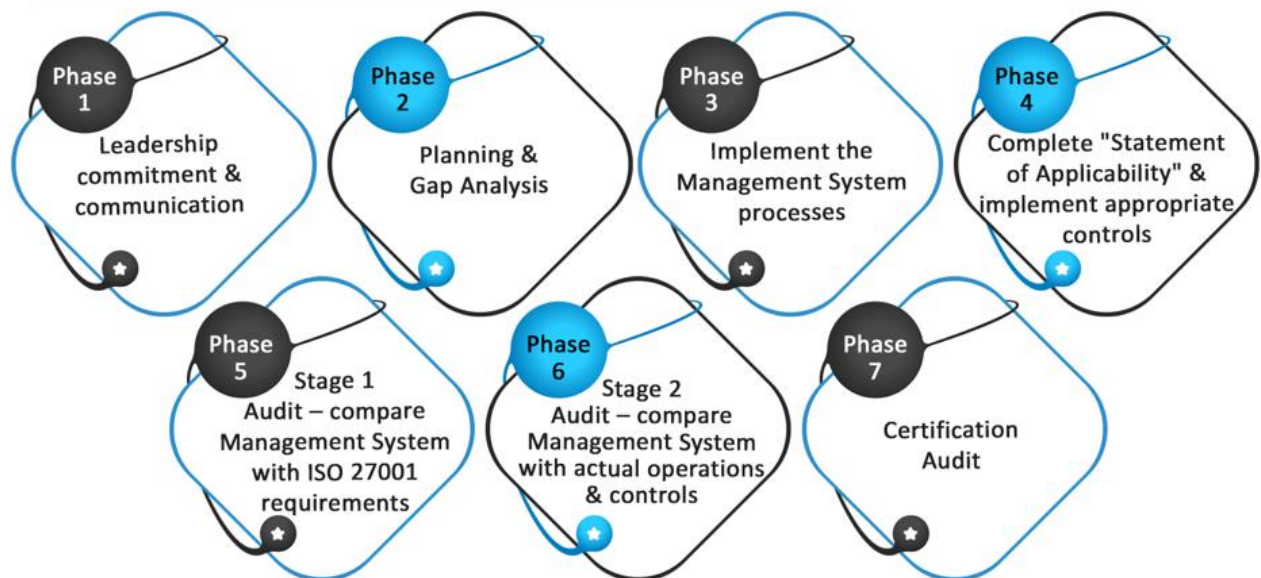 Phase
1
Leadership
commitment &
communication
Phase
2
Planning &
Gap Analysis
Phase
3
Implement the
Management System
processes
Phase
4
Complete "Statement
of Applicability" &
implement appropriate
controls
Phase
5
Stage 1
Audit – compare
Management System
with ISO 27001
requirements
Phase
6
Stage 2
Audit – compare
Management System
with actual operations
& controls
Phase
7
Certification
Audit